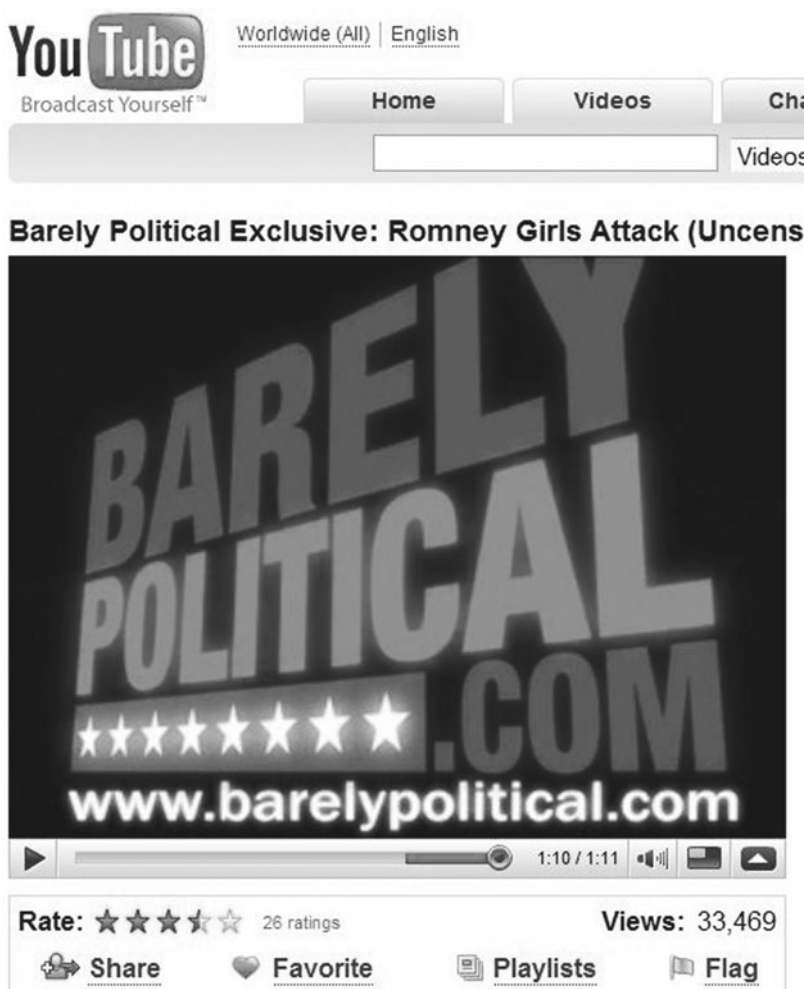 You Tube
Broadcast Yourself™
Worldwide (All) | English
Home Videos Cha
Videos
Barely Political Exclusive: Romney Girls Attack (Uncens
BARELY
POLITICAL
.COM
www.barelypolitical.com
1:10 / 1:11
Rate: 26 ratings Views: 33,469
Share Favorite Playlists Flag